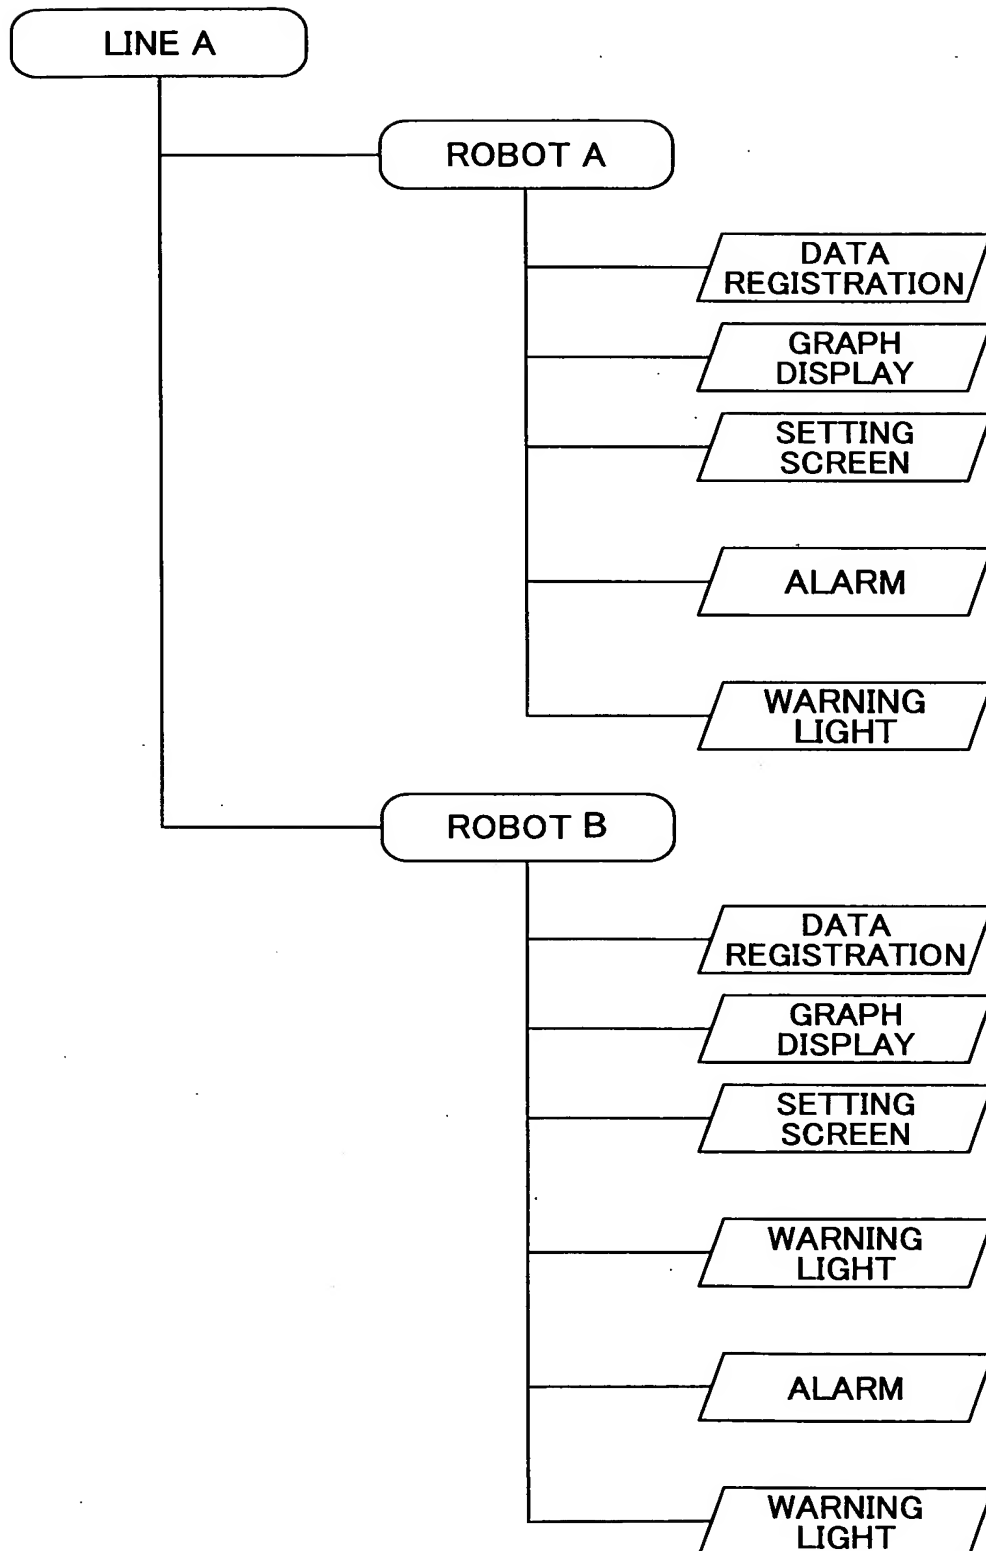 LINE A
ROBOT A
DATA
REGISTRATION
GRAPH
DISPLAY
SETTING
SCREEN
ALARM
WARNING
LIGHT
ROBOT B
DATA
REGISTRATION
GRAPH
DISPLAY
SETTING
SCREEN
WARNING
LIGHT
ALARM
WARNING
LIGHT